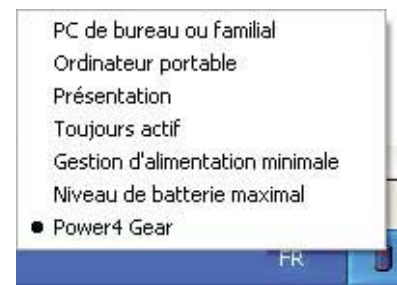 PC de bureau ou familial
Ordinateur portable
Présentation
Toujours actif
Gestion d'alimentation minimale
Niveau de batterie maximal
Power4 Gear
FR